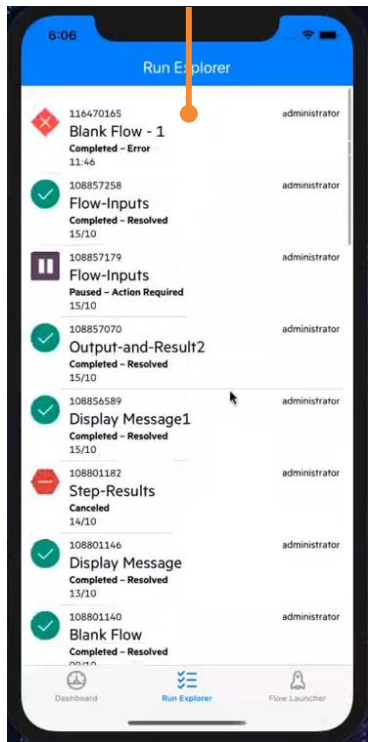 6:06
Run Explorer
116470165 administrator
Blank Flow - 1
Completed – Error
11:46
108857258 administrator
Flow-Inputs
Completed – Resolved
15/10
108857179 administrator
Flow-Inputs
Paused – Action Required
15/10
108857070 administrator
Output-and-Result2
Completed – Resolved
15/10
108856589 administrator
Display Message1
Completed – Resolved
15/10
108801182 administrator
Step-Results
Canceled
14/10
108801146 administrator
Display Message
Completed – Resolved
13/10
108801140 administrator
Blank Flow
Completed – Resolved
Dashboard Run Explorer Flow Launcher